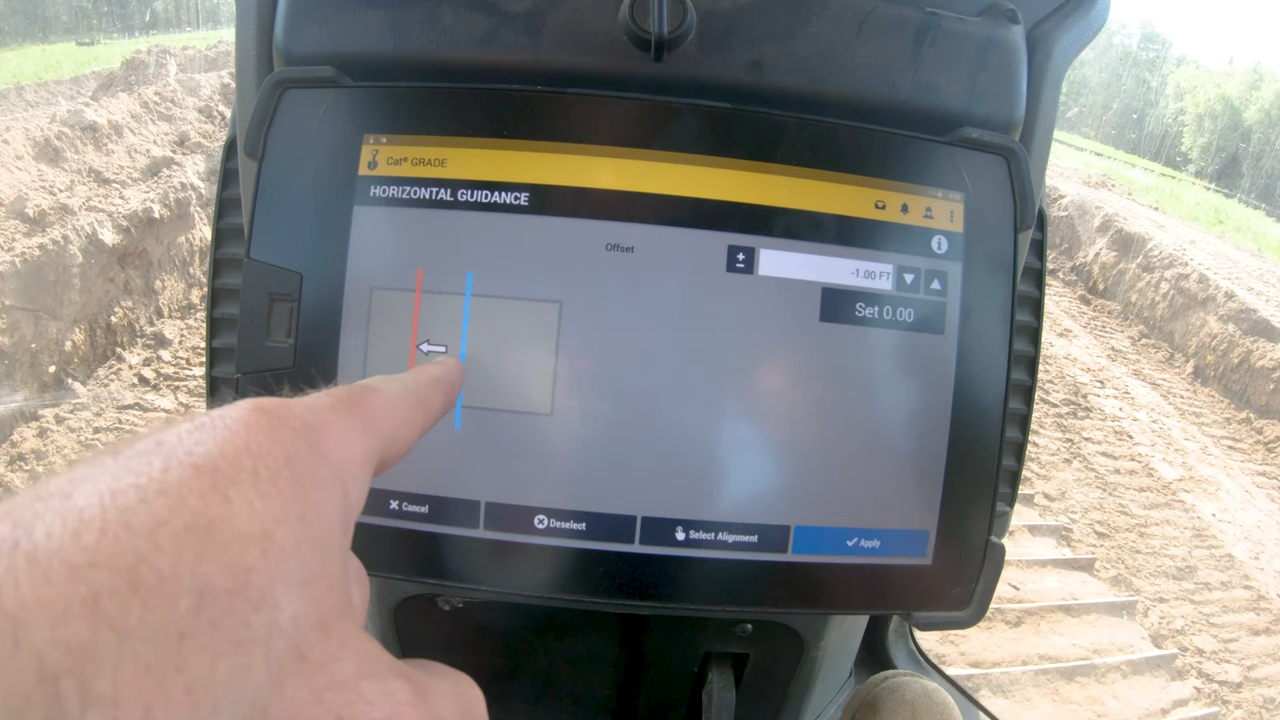 Cat® GRADE
HORIZONTAL GUIDANCE
Offset
-1.00 FT
Set 0.00
Cancel
Deselect
Select Alignment
Apply